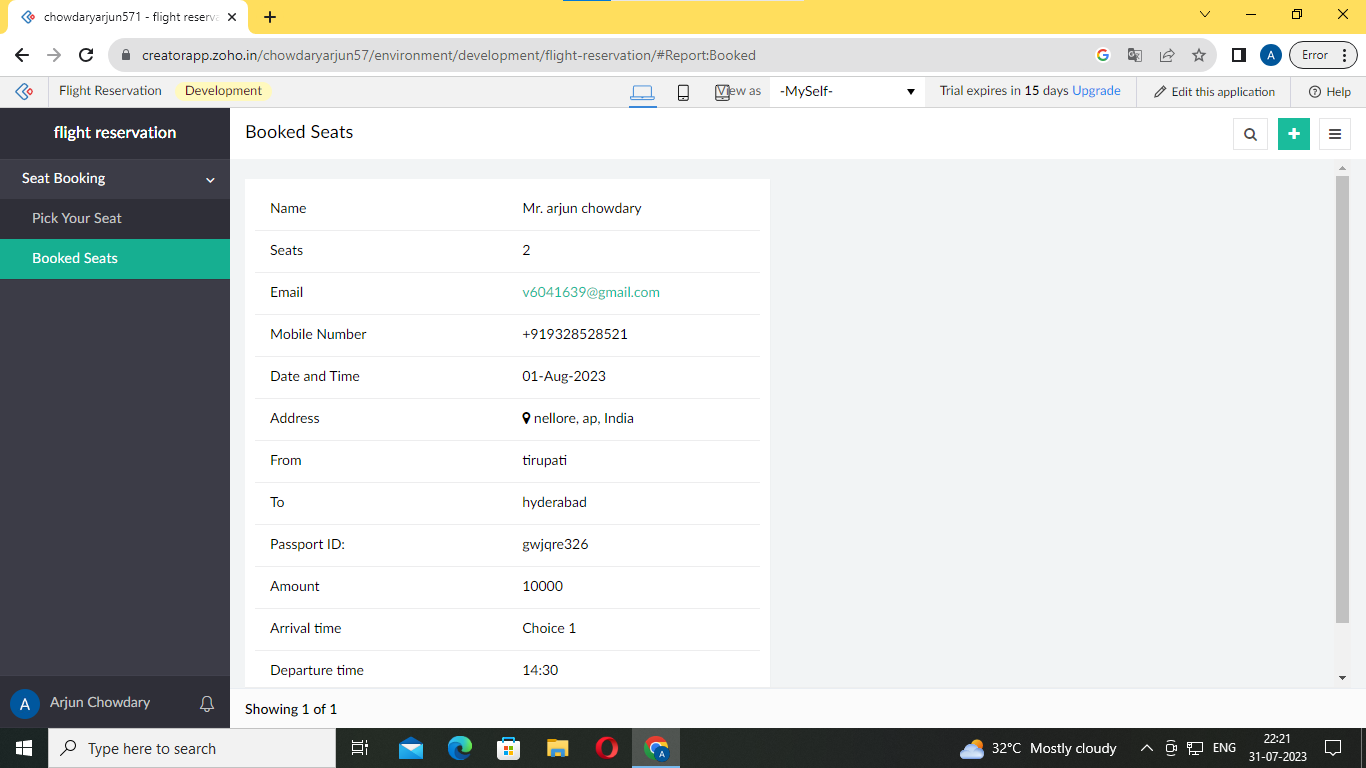 chowdaryarjun571 - flight reserva
creatorapp.zoho.in/chowdaryarjun57/environment/development/flight-reservation/#Report:Booked
A
Error
Flight Reservation
Development
View as
-MySelf-
Trial expires in 15 days Upgrade
Edit this application
Help
flight reservation
Seat Booking
Pick Your Seat
Booked Seats
Booked Seats
Name Mr. arjun chowdary
Seats 2
Email v6041639@gmail.com
Mobile Number +919328528521
Date and Time 01-Aug-2023
Address nellore, ap, India
From tirupati
To hyderabad
Passport ID: gwjqre326
Amount 10000
Arrival time Choice 1
Departure time 14:30
A Arjun Chowdary
Showing 1 of 1
Type here to search
A
32°C Mostly cloudy
ENG
22:21
31-07-2023